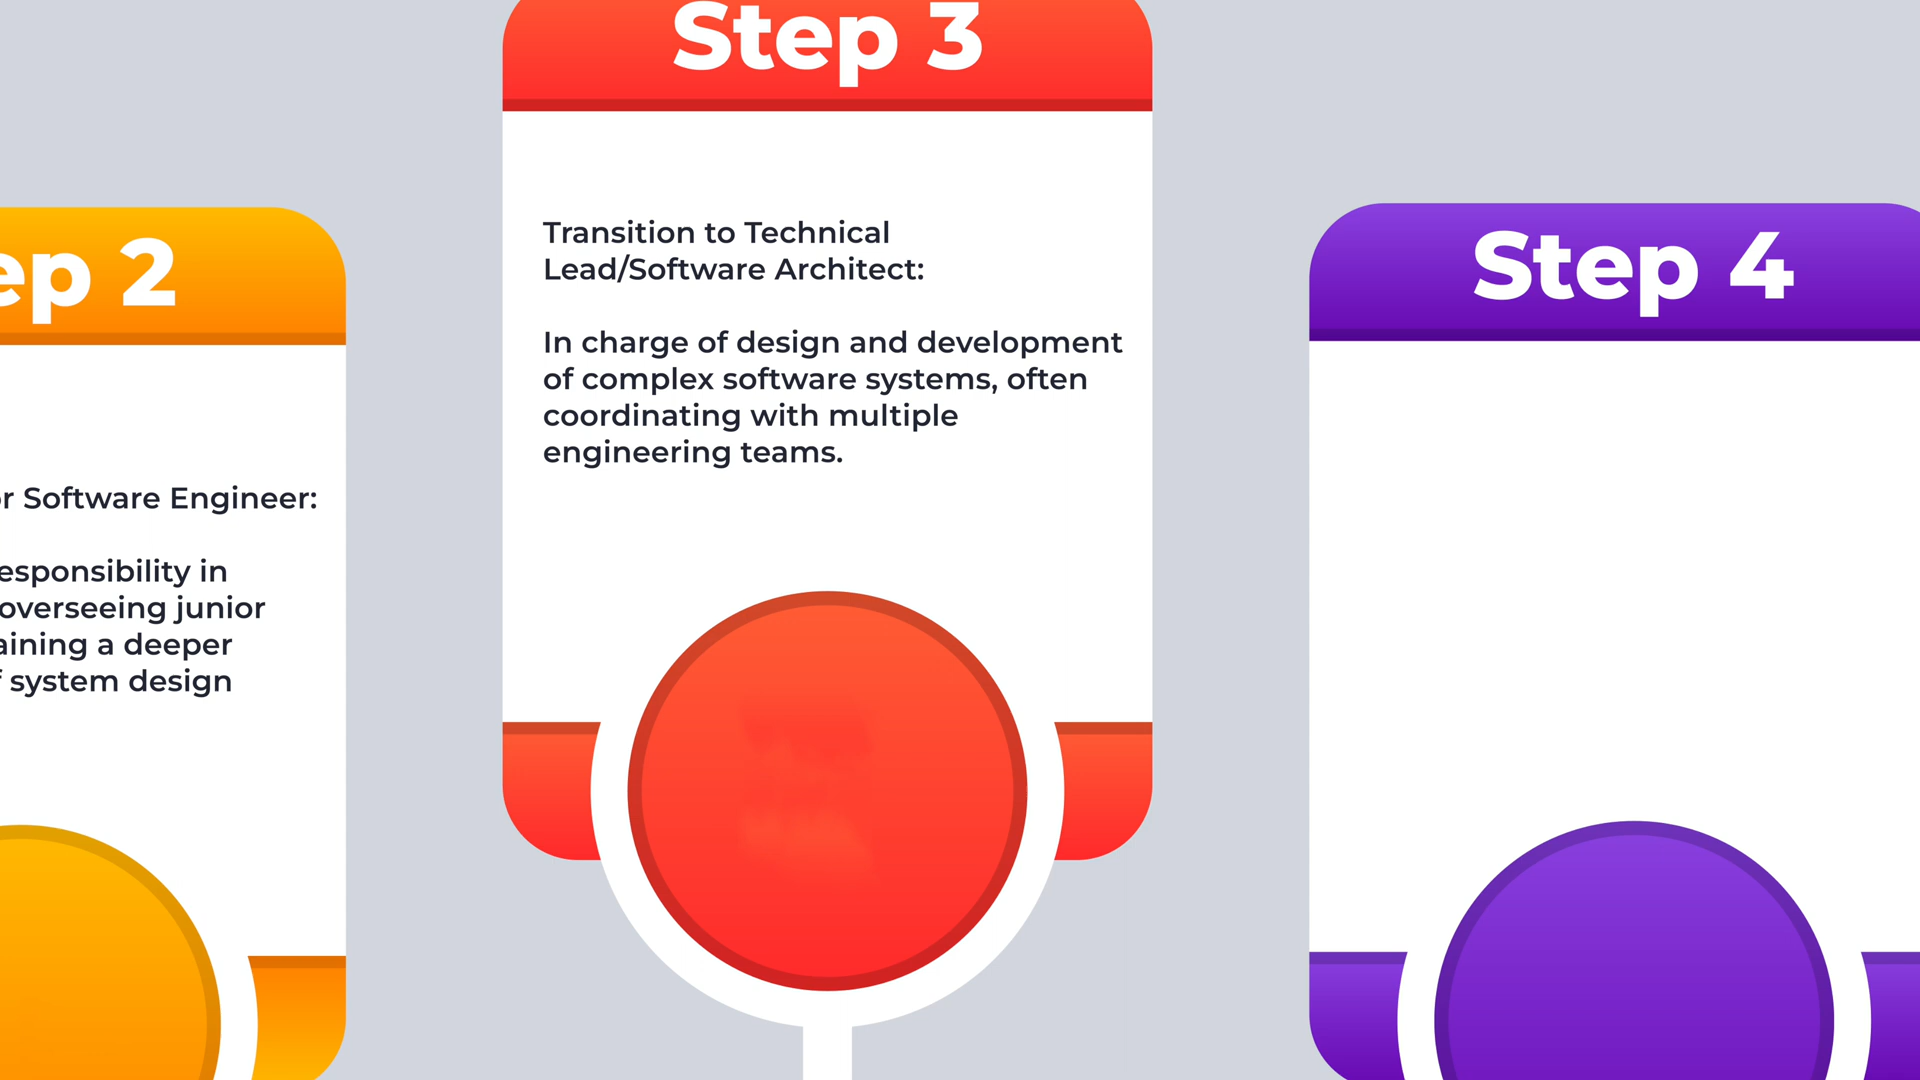 Step 3
Transition to Technical
Lead/Software Architect:
In charge of design and development
of complex software systems, often
coordinating with multiple
engineering teams.
ep 2
r Software Engineer:
esponsibility in
overseeing junior
aining a deeper
f system design
Step 4